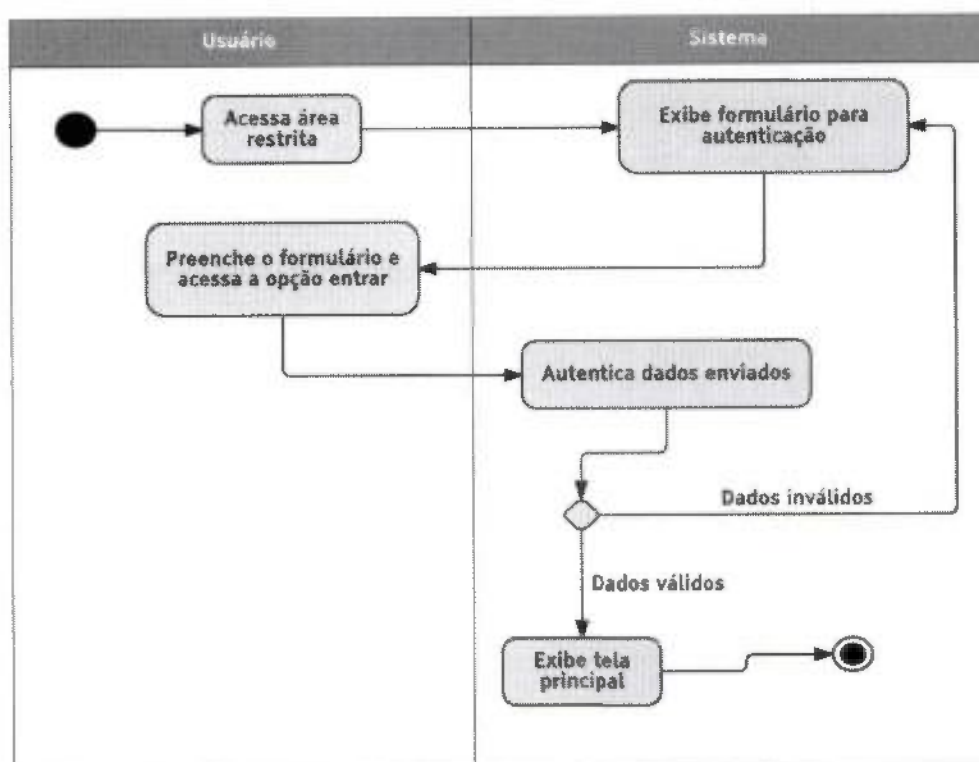 Usuário
Sistema
Acessa área
restrita
Exibe formulário para
autenticação
Preenche o formulário e
acessa a opção entrar
Autentica dados enviados
Dados inválidos
Dados válidos
Exibe tela
principal